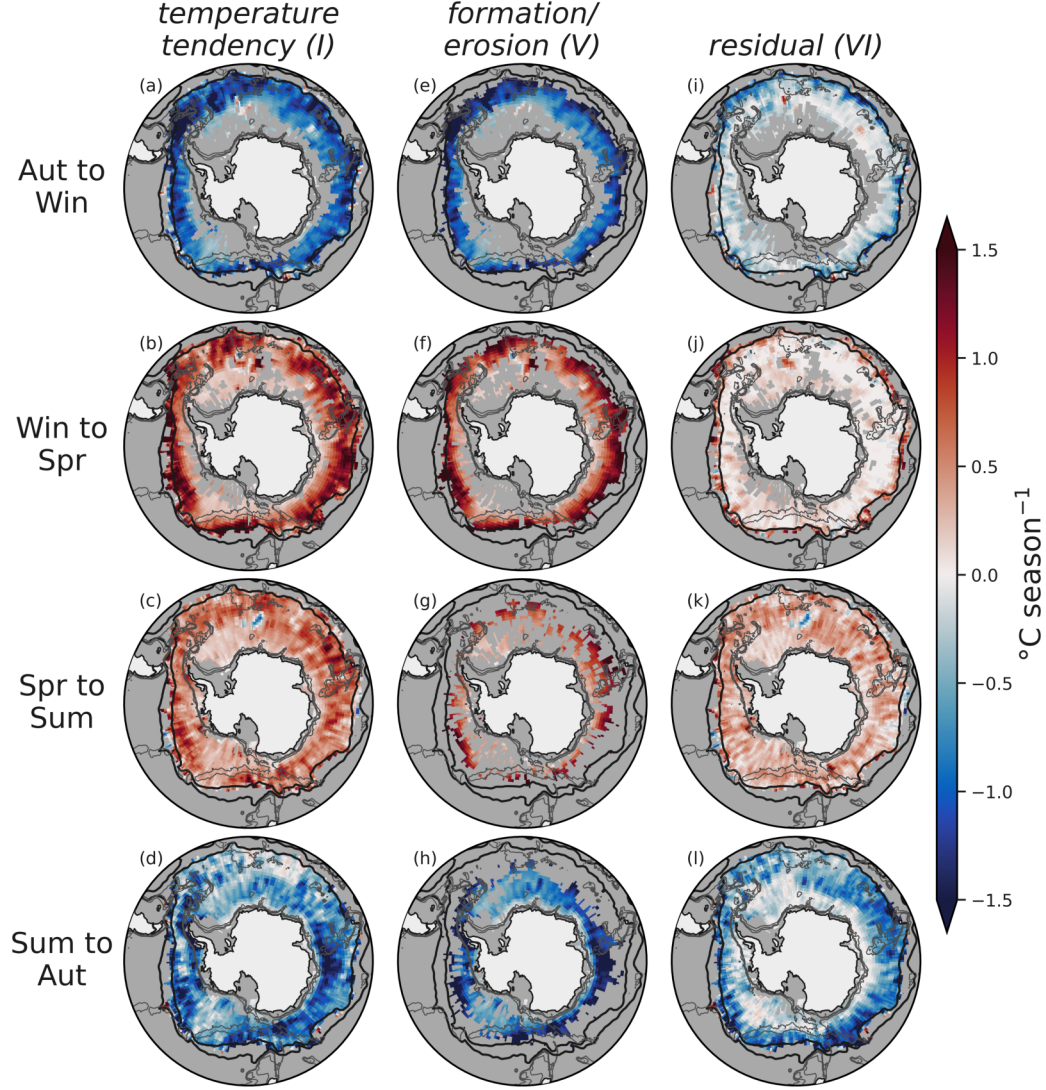 temperature
tendency (I)
formation/
erosion (V)
residual (VI)
Aut to
Win
(a)
(e)
(i)
Win to
Spr
(b)
(f)
(j)
Spr to
Sum
(c)
(g)
(k)
Sum to
Aut
(d)
(h)
(l)
1.5
1.0
0.5
0.0
−0.5
−1.0
−1.5
°C season⁻¹